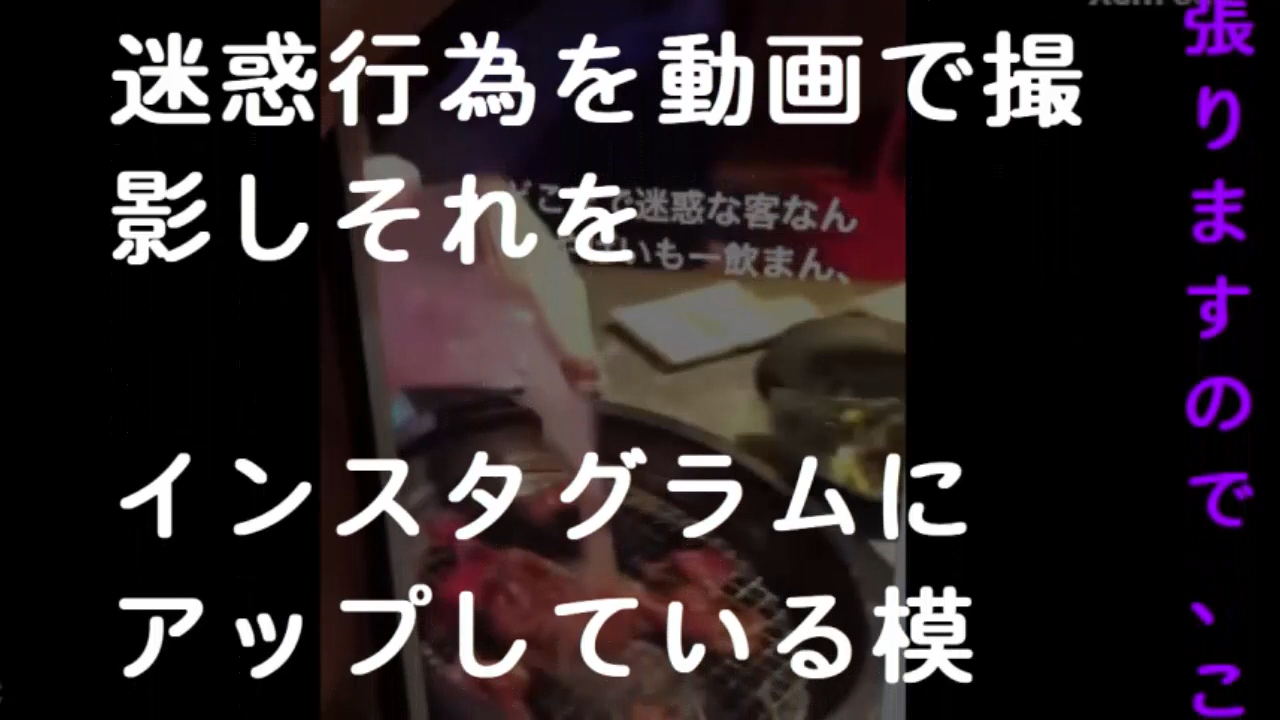 迷惑行為を動画で撮
影しそれを
インスタグラムに
アップしている模
で迷惑な客なん
いも一飲まん、
張りますので、こ